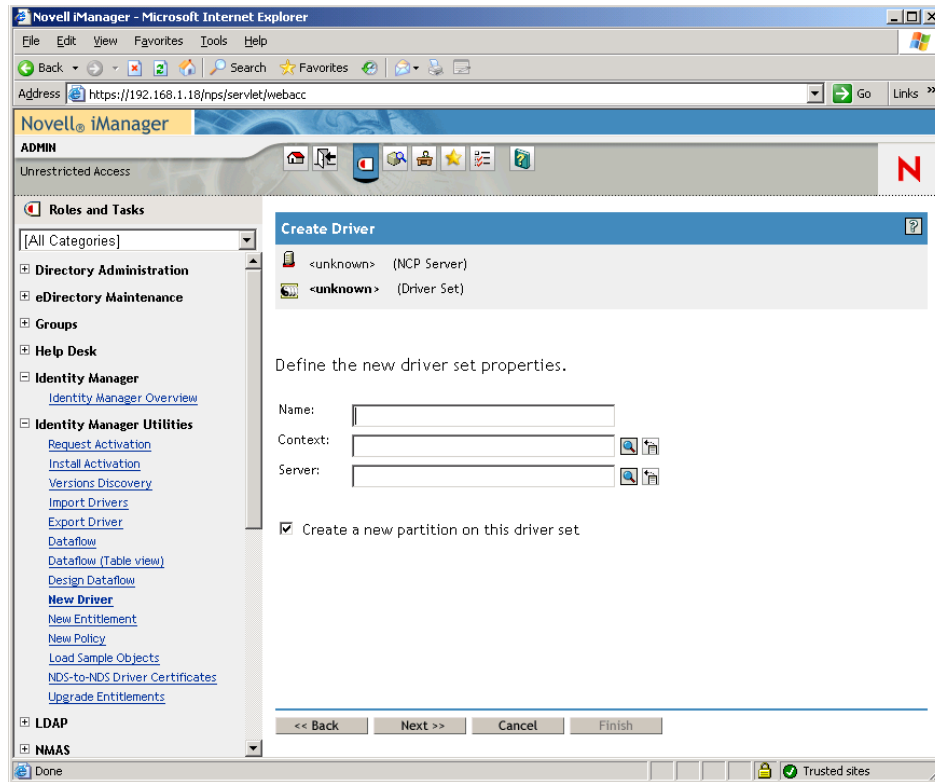 Novell iManager - Microsoft Internet Explorer
File Edit View Favorites Tools Help
Back Search Favorites
Address https://192.168.1.18/nps/servlet/webacc Go Links »
Novell® iManager
ADMIN
Unrestricted Access
N
Roles and Tasks
[All Categories]
Directory Administration
eDirectory Maintenance
Groups
Help Desk
Identity Manager
Identity Manager Overview
Identity Manager Utilities
Request Activation
Install Activation
Versions Discovery
Import Drivers
Export Driver
Dataflow
Dataflow (Table view)
Design Dataflow
New Driver
New Entitlement
New Policy
Load Sample Objects
NDS-to-NDS Driver Certificates
Upgrade Entitlements
LDAP
NMAS
Create Driver ?
<unknown> (NCP Server)
<unknown> (Driver Set)
Define the new driver set properties.
Name:
Context:
Server:
Create a new partition on this driver set
<< Back Next >> Cancel Finish
Done Trusted sites